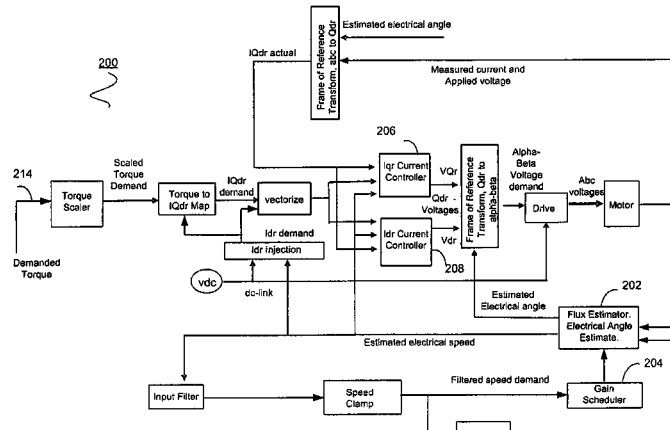 Estimated electrical angle
IQdr actual
Frame of Reference
Transform, abc to Qdr
200
Measured current and
Applied voltage
206
214
Scaled
Torque
Demand
IQdr
demand
Iqr Current
Controller
VQr
Qdr -
Voltages
Vdr
Alpha-
Beta
Voltage
demand
Abc
voltages
Torque
Scaler
Torque to
IQdr Map
vectorize
Frame of Reference
Transform, Qdr to
alpha-beta
Drive
Motor
Idr demand
Idr injection
Idr Current
Controller
208
Demanded
Torque
vdc
dc-link
Estimated
Electrical angle
202
Flux Estimator.
Electrical Angle
Estimate.
Estimated electrical speed
204
Input Filter
Speed
Clamp
Filtered speed demand
Gain
Scheduler